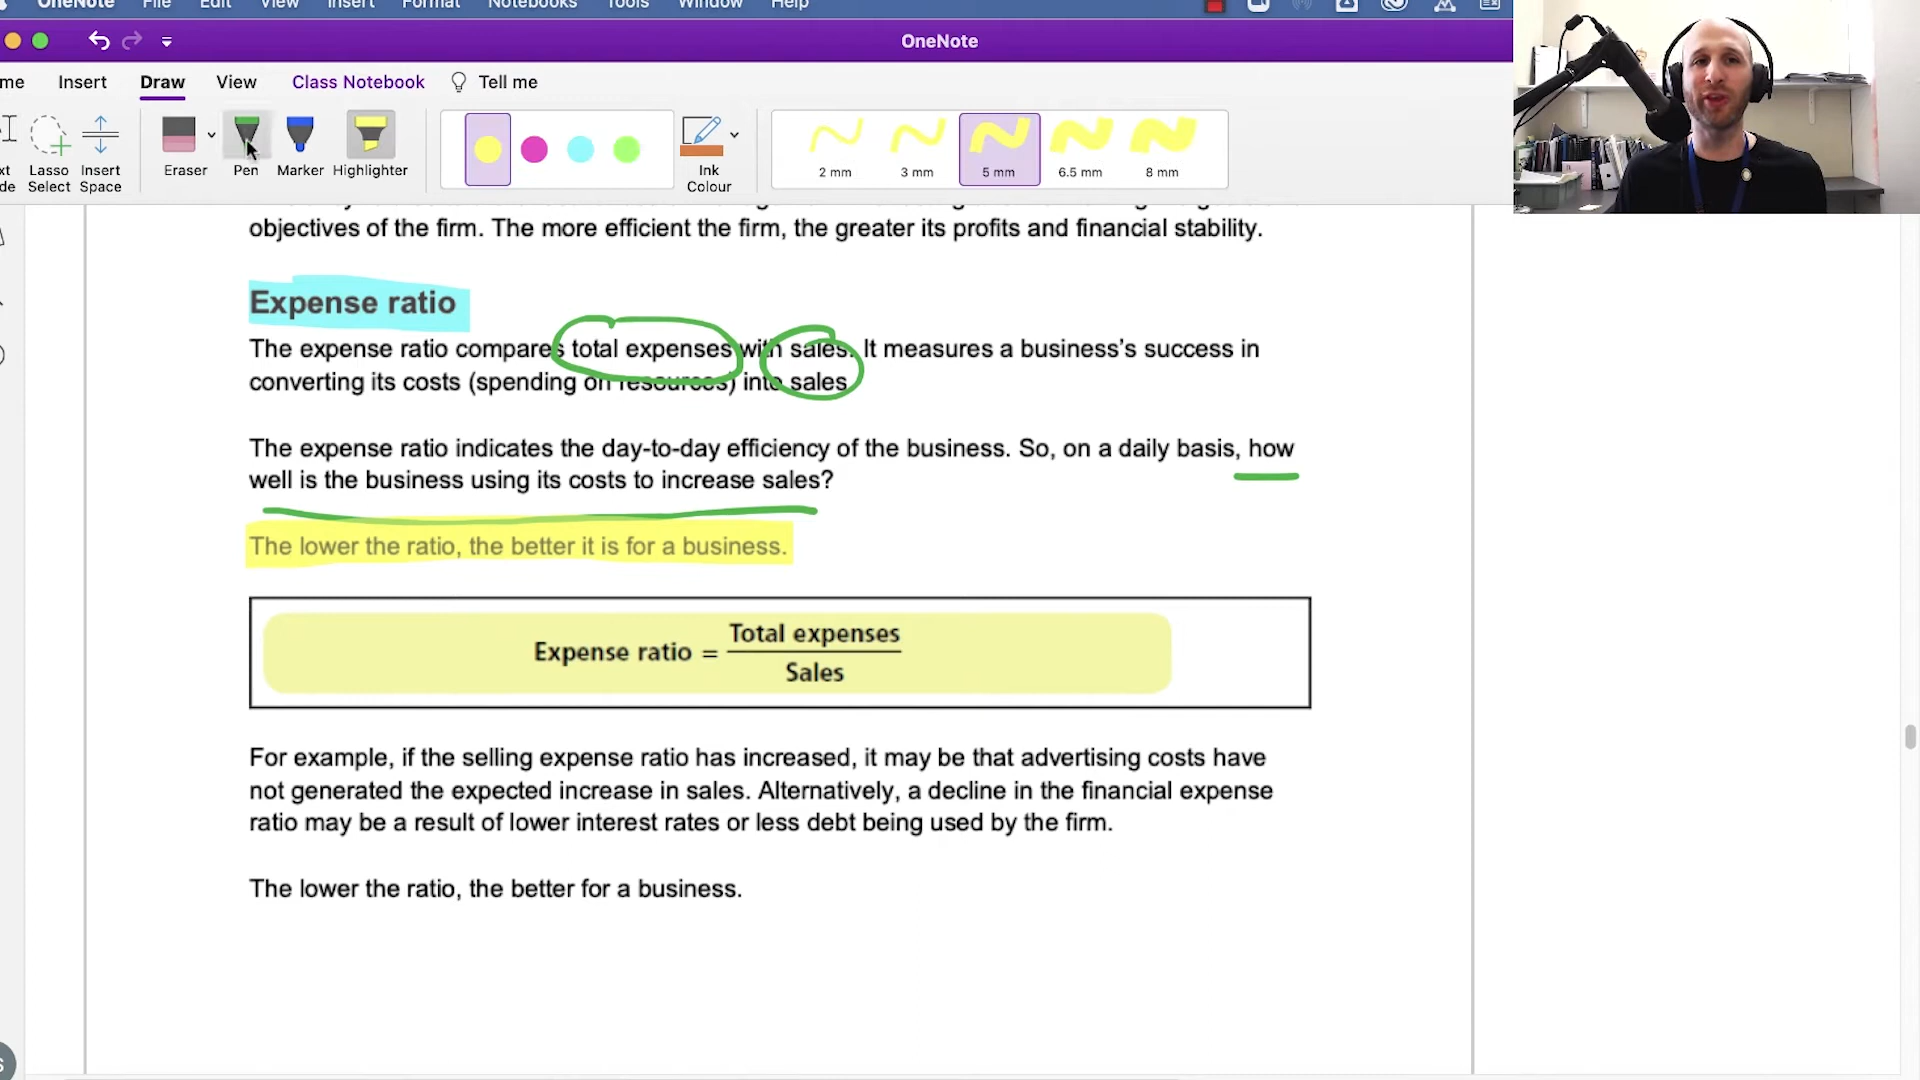 OneNote File Edit View Insert Format Notebooks Tools Window Help
OneNote
Insert Draw View Class Notebook Tell me
Lasso Select
Insert Space
Eraser
Pen
Marker
Highlighter
Ink Colour
2 mm 3 mm 5 mm 6.5 mm 8 mm
objectives of the firm. The more efficient the firm, the greater its profits and financial stability.
Expense ratio
The expense ratio compares total expenses with sales. It measures a business's success in
converting its costs (spending on resources) into sales
The expense ratio indicates the day-to-day efficiency of the business. So, on a daily basis, how
well is the business using its costs to increase sales?
The lower the ratio, the better it is for a business.
Expense ratio = Total expenses
Sales
For example, if the selling expense ratio has increased, it may be that advertising costs have
not generated the expected increase in sales. Alternatively, a decline in the financial expense
ratio may be a result of lower interest rates or less debt being used by the firm.
The lower the ratio, the better for a business.